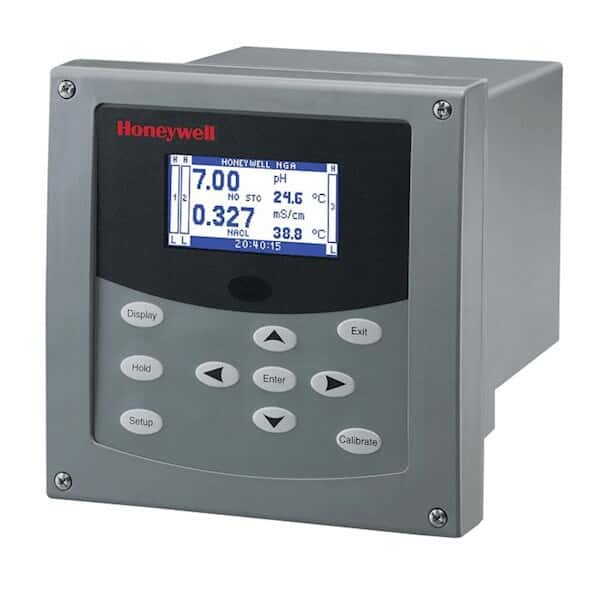 Honeywell
H H HONEYWELL NGA H
7.00 pH
NO STC 24.6 °C
1 2 3
0.327 mS/cm
NACL 38.8 °C
L L 20:40:15 L
Display
Exit
Hold
Enter
Setup
Calibrate